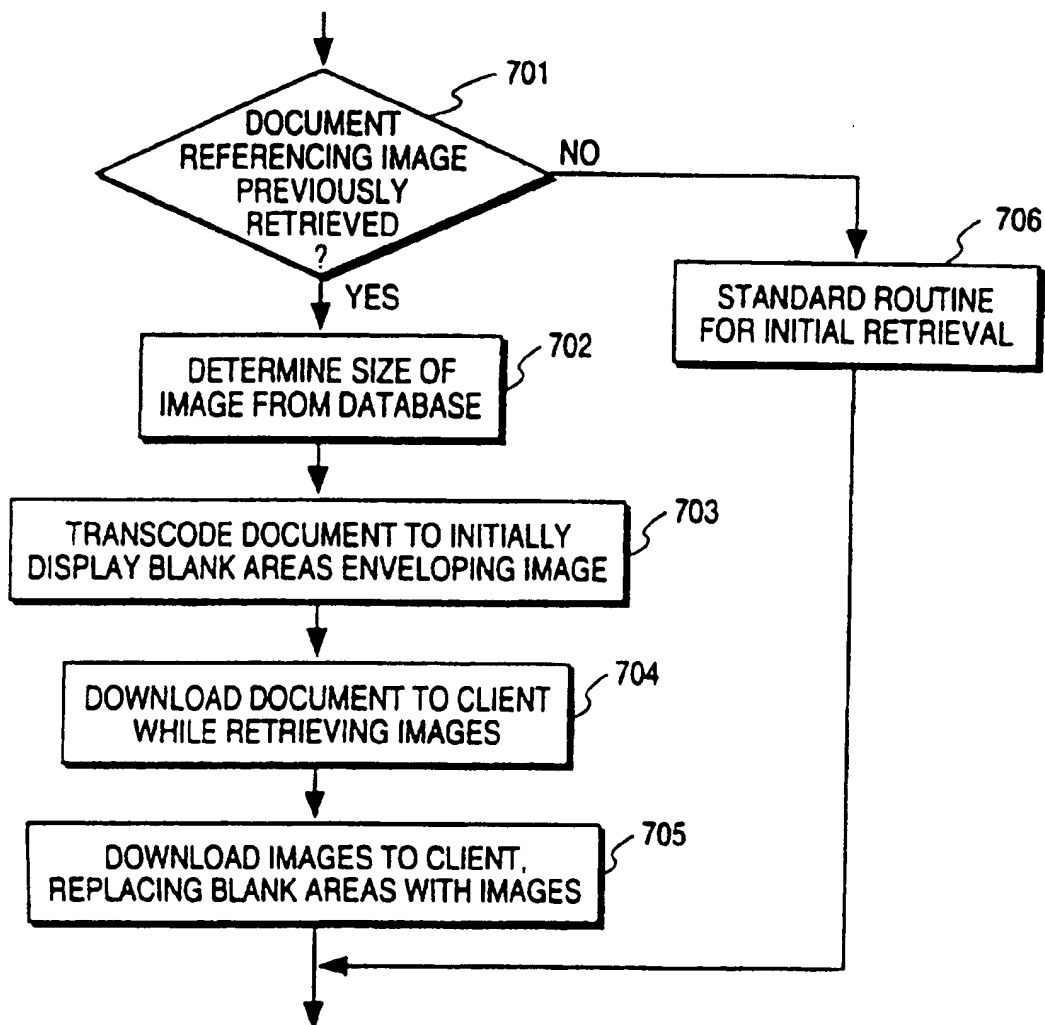 701
DOCUMENT
REFERENCING IMAGE
PREVIOUSLY
RETRIEVED
?
NO
YES
706
STANDARD ROUTINE
FOR INITIAL RETRIEVAL
702
DETERMINE SIZE OF
IMAGE FROM DATABASE
703
TRANSCODE DOCUMENT TO INITIALLY
DISPLAY BLANK AREAS ENVELOPING IMAGE
704
DOWNLOAD DOCUMENT TO CLIENT
WHILE RETRIEVING IMAGES
705
DOWNLOAD IMAGES TO CLIENT,
REPLACING BLANK AREAS WITH IMAGES